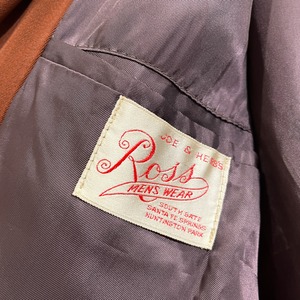 JOE & HERB'S
Ross
MENS WEAR
SOUTH GATE
SANTA FE SPRINGS
HUNTINGTON PARK